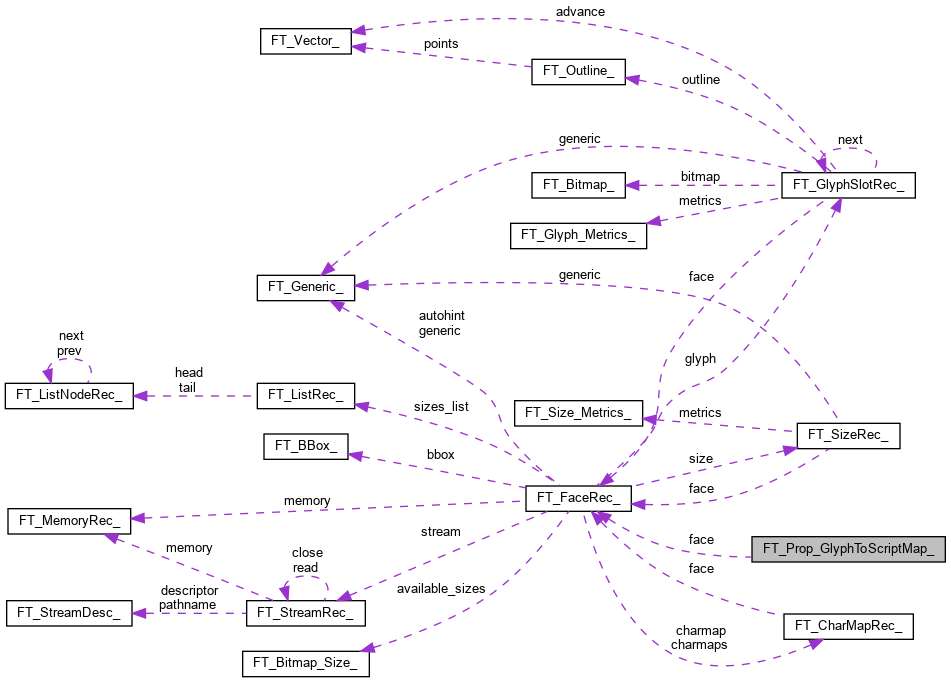 advance
FT_Vector_
points
FT_Outline_
outline
next
generic
FT_Bitmap_
bitmap
FT_GlyphSlotRec_
metrics
FT_Glyph_Metrics_
face
generic
FT_Generic_
autohint
generic
next
prev
glyph
head
tail
FT_ListNodeRec_
FT_ListRec_
sizes_list
FT_Size_Metrics_
metrics
FT_SizeRec_
FT_BBox_
bbox
size
face
FT_FaceRec_
memory
FT_MemoryRec_
stream
face
FT_Prop_GlyphToScriptMap_
memory
close
read
face
descriptor
pathname
available_sizes
FT_StreamDesc_
FT_StreamRec_
FT_CharMapRec_
charmap
charmaps
FT_Bitmap_Size_